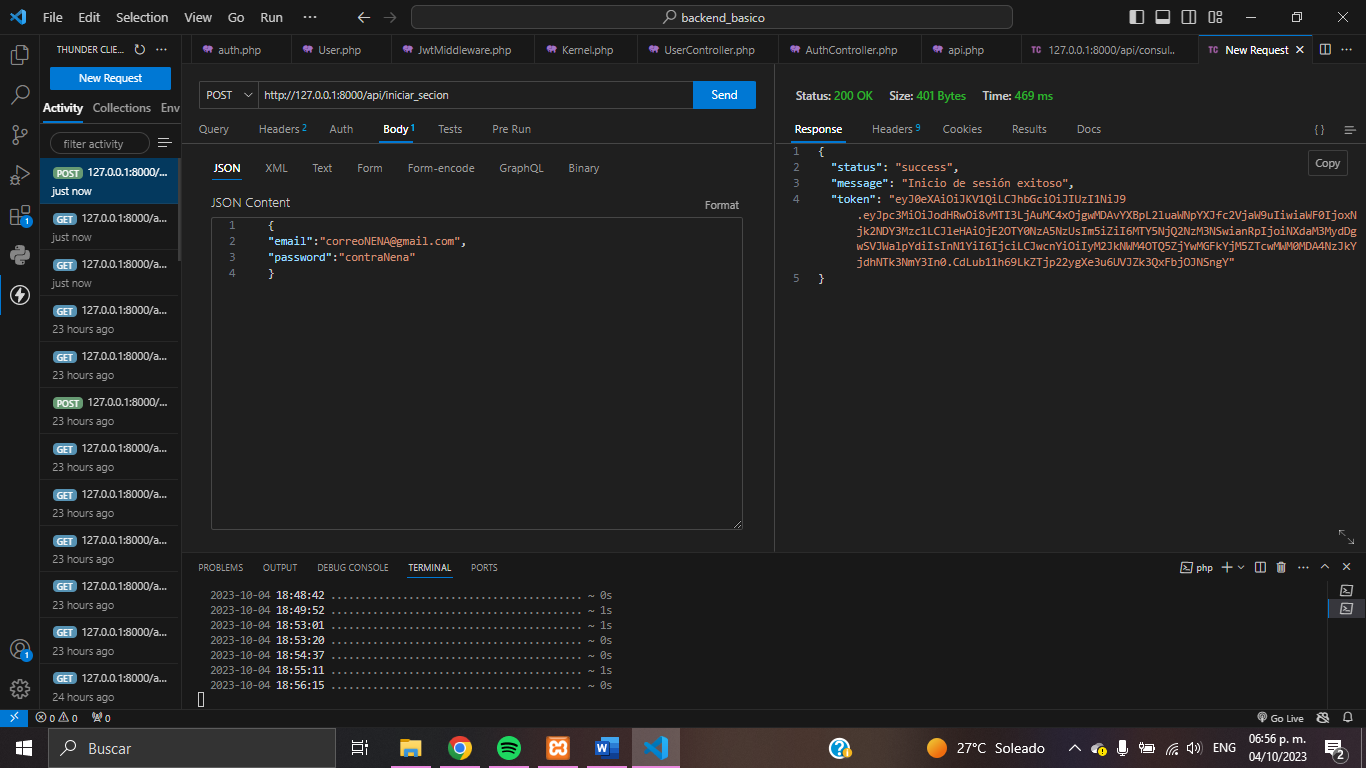 File Edit Selection View Go Run ··· backend_basico
THUNDER CLIE... ···
New Request
Activity Collections Env
filter activity
POST 127.0.0.1:8000/...
just now
GET 127.0.0.1:8000/a...
just now
GET 127.0.0.1:8000/a...
just now
GET 127.0.0.1:8000/a...
23 hours ago
GET 127.0.0.1:8000/a...
23 hours ago
POST 127.0.0.1:8000/...
23 hours ago
GET 127.0.0.1:8000/a...
23 hours ago
GET 127.0.0.1:8000/a...
23 hours ago
GET 127.0.0.1:8000/a...
23 hours ago
GET 127.0.0.1:8000/a...
23 hours ago
GET 127.0.0.1:8000/a...
23 hours ago
GET 127.0.0.1:8000/a...
24 hours ago
auth.php User.php JwtMiddleware.php Kernel.php UserController.php AuthController.php api.php TC 127.0.0.1:8000/api/consul.. TC New Request
POST http://127.0.0.1:8000/api/iniciar_secion Send
Query Headers 2 Auth Body 1 Tests Pre Run
JSON XML Text Form Form-encode GraphQL Binary
JSON Content Format
1 {
2 "email":"correoNENA@gmail.com",
3 "password":"contraNena"
4 }
Status: 200 OK Size: 401 Bytes Time: 469 ms
Response Headers 9 Cookies Results Docs { }
Copy
1 {
2 "status": "success",
3 "message": "Inicio de sesión exitoso",
4 "token": "eyJ0eXAiOiJKV1QiLCJhbGciOiJIUzI1NiJ9
5 }
PROBLEMS OUTPUT DEBUG CONSOLE TERMINAL PORTS php
2023-10-04 18:48:42 .......................................... ~ 0s
2023-10-04 18:49:52 .......................................... ~ 1s
2023-10-04 18:53:01 .......................................... ~ 1s
2023-10-04 18:53:20 .......................................... ~ 0s
2023-10-04 18:54:37 .......................................... ~ 0s
2023-10-04 18:55:11 .......................................... ~ 1s
2023-10-04 18:56:15 .......................................... ~ 0s
0 0 0 Go Live
Buscar 27°C Soleado ENG 06:56 p. m.
04/10/2023
2